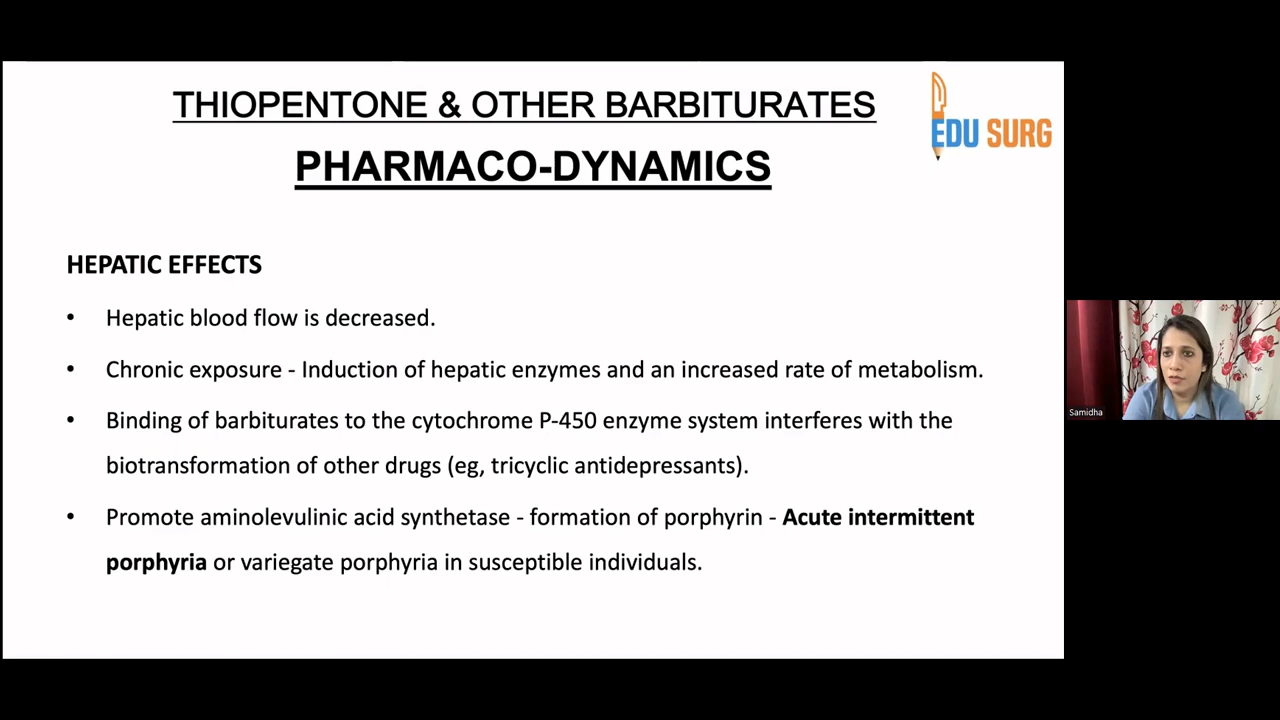 THIOPENTONE & OTHER BARBITURATES
PHARMACO-DYNAMICS
EDU SURG
HEPATIC EFFECTS
• Hepatic blood flow is decreased.
• Chronic exposure - Induction of hepatic enzymes and an increased rate of metabolism.
• Binding of barbiturates to the cytochrome P-450 enzyme system interferes with the
biotransformation of other drugs (eg, tricyclic antidepressants).
• Promote aminolevulinic acid synthetase - formation of porphyrin - Acute intermittent
porphyria or variegate porphyria in susceptible individuals.
Samidha